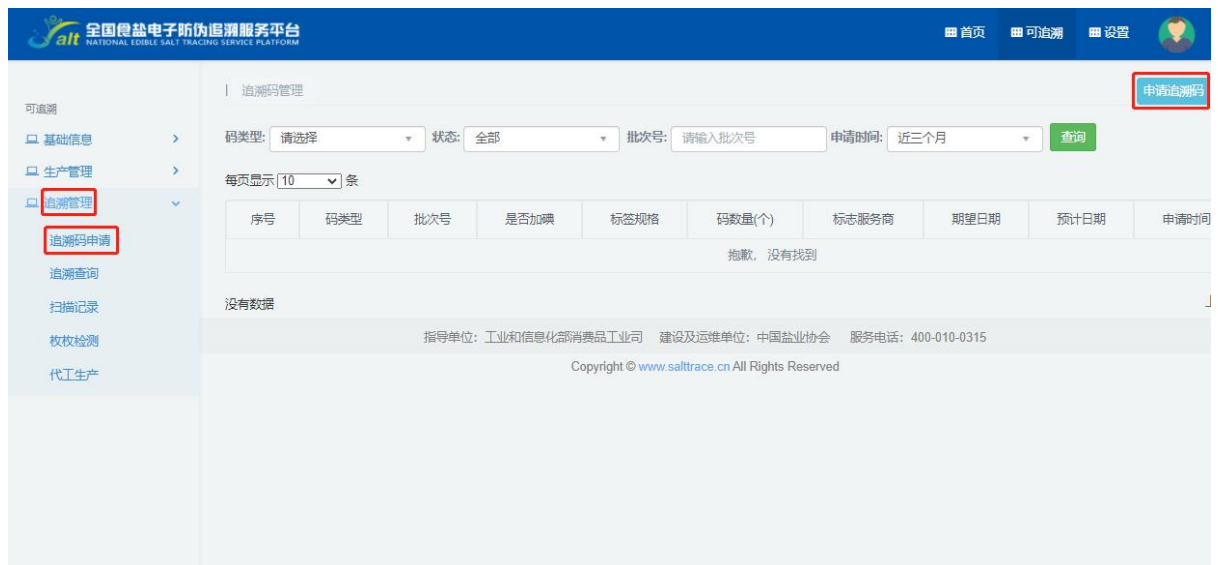 Salt 全国食盐电子防伪追溯服务平台
NATIONAL EDIBLE SALT TRACING SERVICE PLATFORM
首页 可追溯 设置
可追溯
基础信息
生产管理
追溯管理
追溯码申请
追溯查询
扫描记录
枚枚检测
代工生产
追溯码管理
申请追溯码
码类型: 请选择 状态: 全部 批次号: 请输入批次号 申请时间: 近三个月 查询
每页显示 10 条
序号 码类型 批次号 是否加碘 标签规格 码数量(个) 标志服务商 期望日期 预计日期 申请时间
抱歉, 没有找到
没有数据
指导单位: 工业和信息化部消费品工业司 建设及运维单位: 中国盐业协会 服务电话: 400-010-0315
Copyright © www.salttrace.cn All Rights Reserved